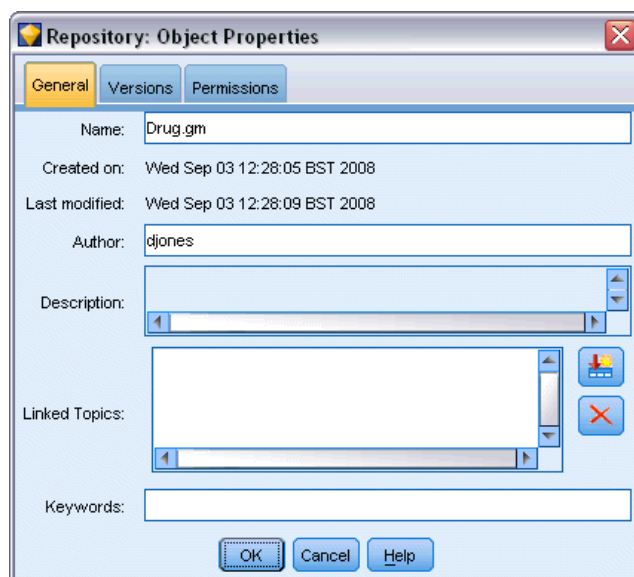 Repository: Object Properties
General Versions Permissions
Name: Drug.gm
Created on: Wed Sep 03 12:28:05 BST 2008
Last modified: Wed Sep 03 12:28:09 BST 2008
Author: djones
Description:
Linked Topics:
Keywords:
OK Cancel Help